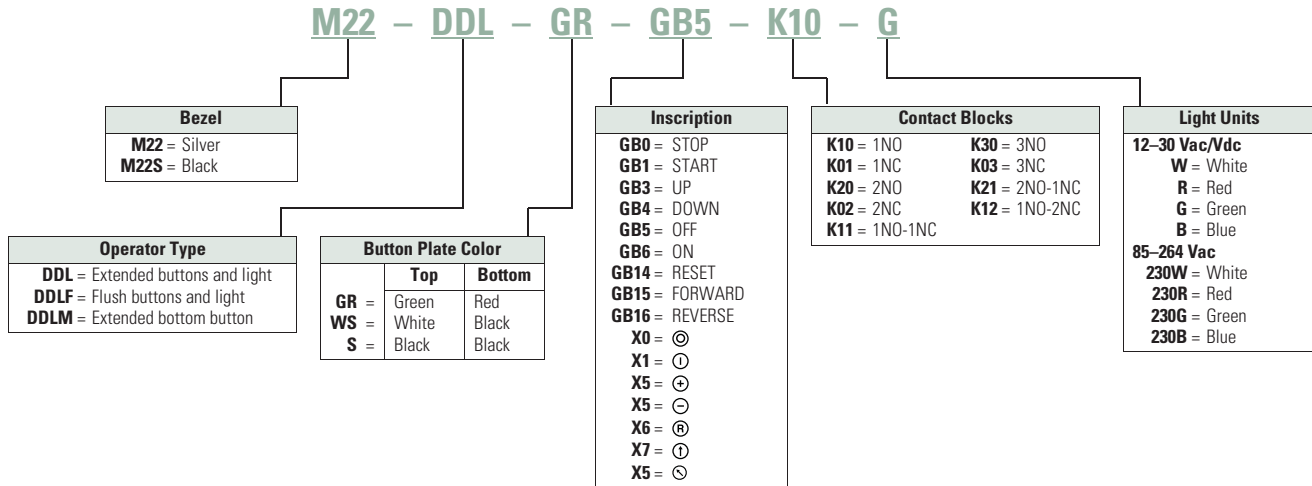 M22 – DDL – GR – GB5 – K10 – G
Bezel
M22 = Silver
M22S = Black
Operator Type
DDL = Extended buttons and light
DDLF = Flush buttons and light
DDLM = Extended bottom button
Button Plate Color
Top Bottom
GR = Green Red
WS = White Black
S = Black Black
Inscription
GB0 = STOP
GB1 = START
GB3 = UP
GB4 = DOWN
GB5 = OFF
GB6 = ON
GB14 = RESET
GB15 = FORWARD
GB16 = REVERSE
X0 = ⌾
X1 = ⏼
X5 = ⊕
X5 = ⊖
X6 = Ⓡ
X7 = ↑
X5 = ↖
Contact Blocks
K10 = 1NO K30 = 3NO
K01 = 1NC K03 = 3NC
K20 = 2NO K21 = 2NO-1NC
K02 = 2NC K12 = 1NO-2NC
K11 = 1NO-1NC
Light Units
12–30 Vac/Vdc
W = White
R = Red
G = Green
B = Blue
85–264 Vac
230W = White
230R = Red
230G = Green
230B = Blue